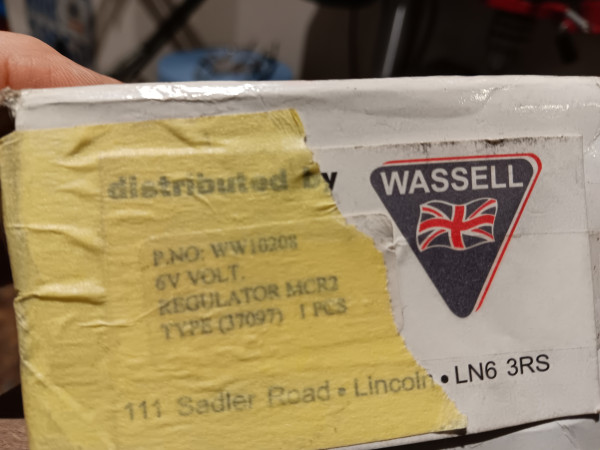 distributed by
WASSELL
P.NO: WW10208
6V VOLT.
REGULATOR MCR2
TYPE (37097) 1 PCS
111 Sadler Road • Lincoln • LN6 3RS